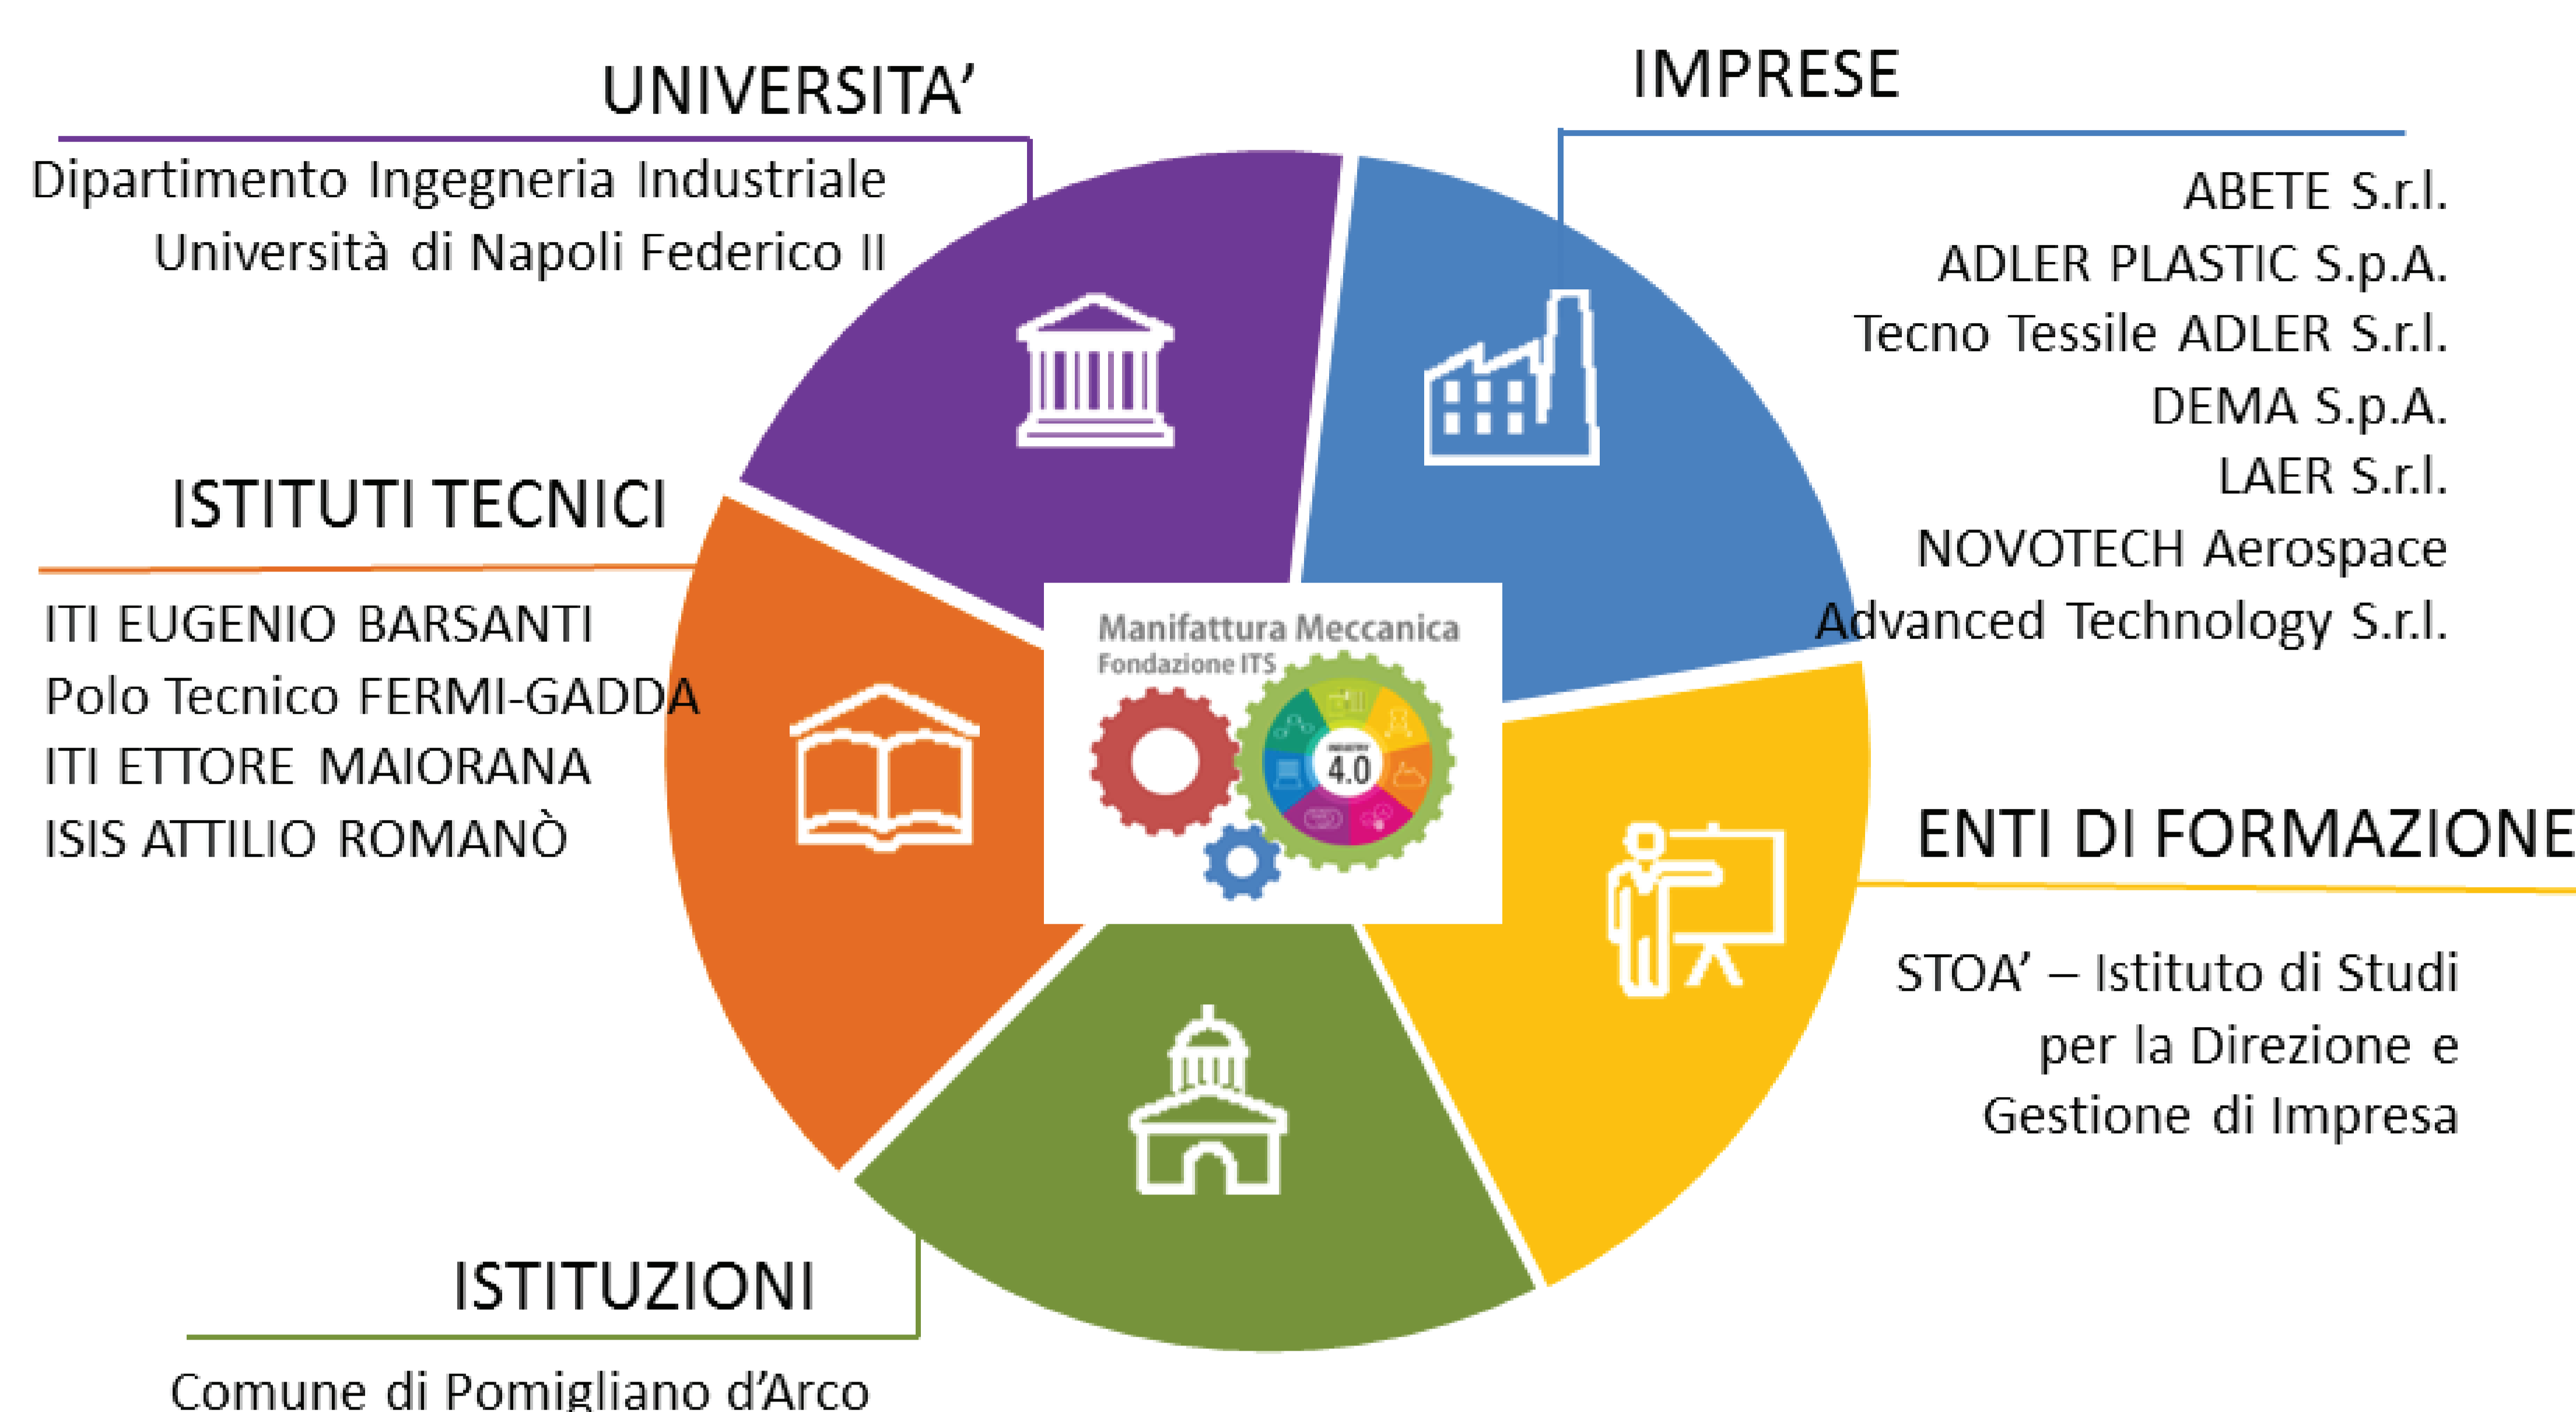 UNIVERSITA’
Dipartimento Ingegneria Industriale
Università di Napoli Federico II
IMPRESE
ABETE S.r.l.
ADLER PLASTIC S.p.A.
Tecno Tessile ADLER S.r.l.
DEMA S.p.A.
LAER S.r.l.
NOVOTECH Aerospace
Advanced Technology S.r.l.
ISTITUTI TECNICI
ITI EUGENIO BARSANTI
Polo Tecnico FERMI-GADDA
ITI ETTORE MAIORANA
ISIS ATTILIO ROMANÒ
Manifattura Meccanica
Fondazione ITS
INDUSTRY
4.0
ENTI DI FORMAZIONE
STOA’ – Istituto di Studi
per la Direzione e
Gestione di Impresa
ISTITUZIONI
Comune di Pomigliano d’Arco